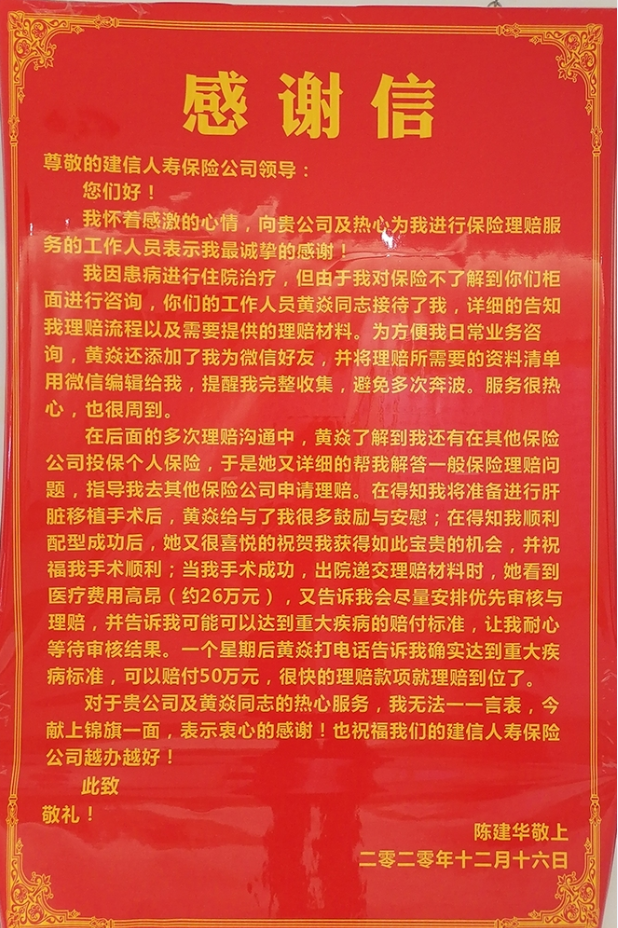 感谢信
尊敬的建信人寿保险公司领导：
您们好！
我怀着感激的心情，向贵公司及热心为我进行保险理赔服
务的工作人员表示我最诚挚的感谢！
我因患病进行住院治疗，但由于我对保险不了解到你们柜
面进行咨询，你们的工作人员黄焱同志接待了我，详细的告知
我理赔流程以及需要提供的理赔材料。为方便我日常业务咨
询，黄焱还添加了我为微信好友，并将理赔所需要的资料清单
用微信编辑给我，提醒我完整收集，避免多次奔波。服务很热
心，也很周到。
在后面的多次理赔沟通中，黄焱了解到我还有在其他保险
公司投保个人保险，于是她又详细的帮我解答一般保险理赔问
题，指导我去其他保险公司申请理赔。在得知我将准备进行肝
脏移植手术后，黄焱给与了我很多鼓励与安慰；在得知我顺利
配型成功后，她又很喜悦的祝贺我获得如此宝贵的机会，并祝
福我手术顺利；当我手术成功，出院递交理赔材料时，她看到
医疗费用高昂（约26万元），又告诉我会尽量安排优先审核与
理赔，并告诉我可能可以达到重大疾病的赔付标准，让我耐心
等待审核结果。一个星期后黄焱打电话告诉我确实达到重大疾
病标准，可以赔付50万元，很快的理赔款项就理赔到位了。
对于贵公司及黄焱同志的热心服务，我无法一一言表，今
献上锦旗一面，表示衷心的感谢！也祝福我们的建信人寿保险
公司越办越好！
此致
敬礼！
陈建华敬上
二零二零年十二月十六日